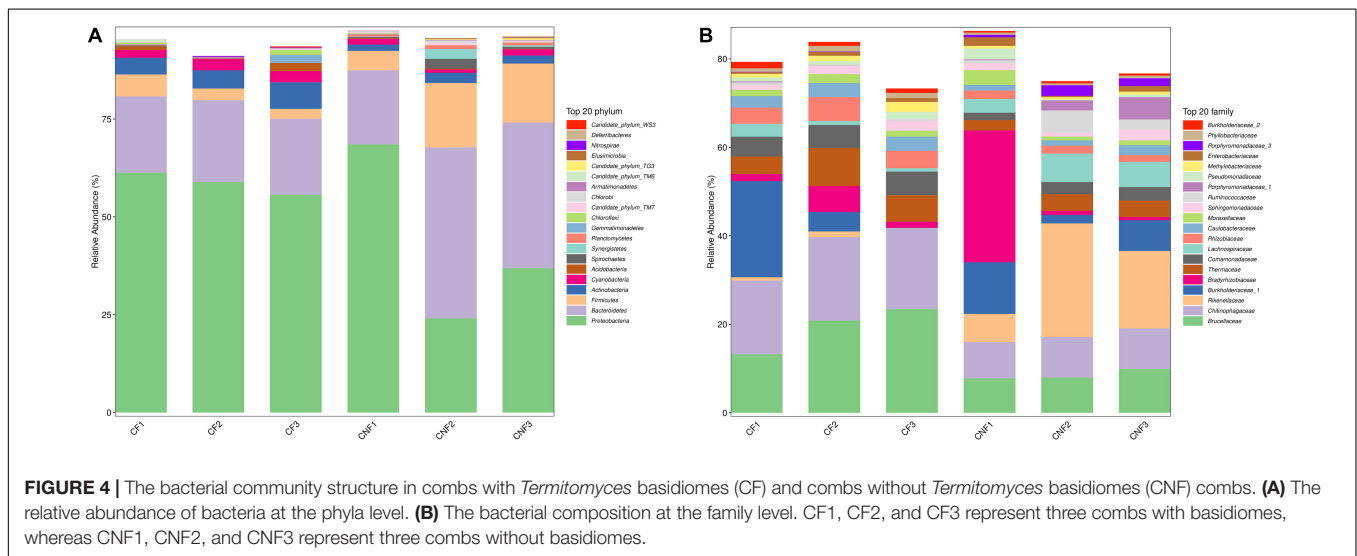 A
Relative Abundance (%)
75
50
25
0
CF1
CF2
CF3
CNF1
CNF2
CNF3
Top 20 phylum
Candidate_phylum_WS3
Deferribacteres
Nitrospirae
Elusimicrobia
Candidate_phylum_TG3
Candidate_phylum_TM6
Armatimonadetes
Chlorobi
Candidate_phylum_TM7
Chloroflexi
Gemmatimonadetes
Planctomycetes
Synergistetes
Spirochaetes
Acidobacteria
Cyanobacteria
Actinobacteria
Firmicutes
Bacteroidetes
Proteobacteria
B
Relative Abundance (%)
80
60
40
20
0
CF1
CF2
CF3
CNF1
CNF2
CNF3
Top 20 family
Burkholderiaceae_2
Phyllobacteriaceae
Porphyromonadaceae_3
Enterobacteriaceae
Methylobacteriaceae
Pseudomonadaceae
Porphyromonadaceae_1
Ruminococcaceae
Sphingomonadaceae
Moraxellaceae
Caulobacteraceae
Rhizobiaceae
Lachnospiraceae
Comamonadaceae
Thermaceae
Bradyrhizobiaceae
Burkholderiaceae_1
Rikenellaceae
Chitinophagaceae
Brucellaceae
FIGURE 4 | The bacterial community structure in combs with Termitomyces basidiomes (CF) and combs without Termitomyces basidiomes (CNF) combs. (A) The
relative abundance of bacteria at the phyla level. (B) The bacterial composition at the family level. CF1, CF2, and CF3 represent three combs with basidiomes,
whereas CNF1, CNF2, and CNF3 represent three combs without basidiomes.